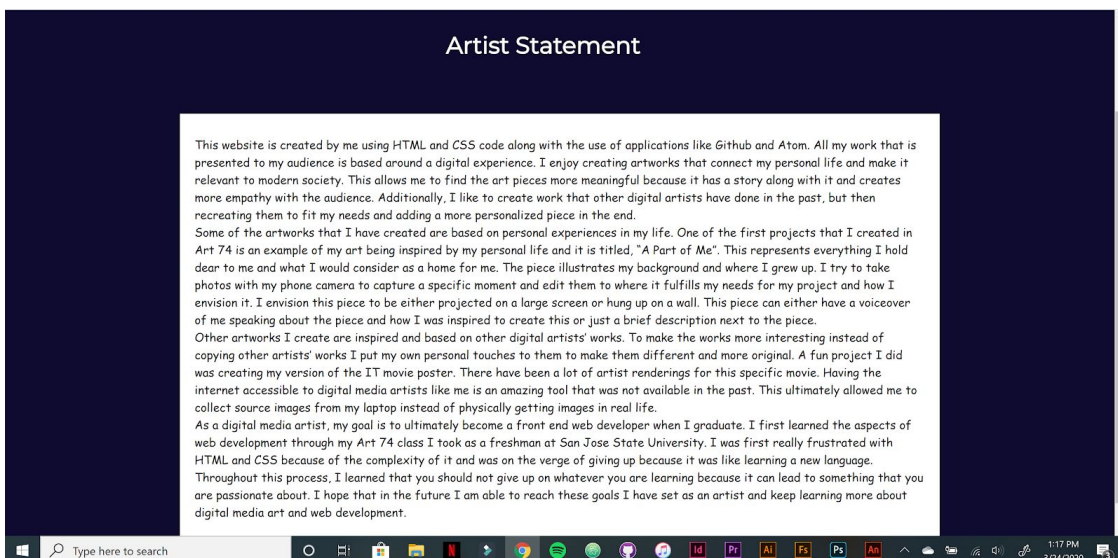 Artist Statement
This website is created by me using HTML and CSS code along with the use of applications like Github and Atom. All my work that is
presented to my audience is based around a digital experience. I enjoy creating artworks that connect my personal life and make it
relevant to modern society. This allows me to find the art pieces more meaningful because it has a story along with it and creates
more empathy with the audience. Additionally, I like to create work that other digital artists have done in the past, but then
recreating them to fit my needs and adding a more personalized piece in the end.
Some of the artworks that I have created are based on personal experiences in my life. One of the first projects that I created in
Art 74 is an example of my art being inspired by my personal life and it is titled, “A Part of Me”. This represents everything I hold
dear to me and what I would consider as a home for me. The piece illustrates my background and where I grew up. I try to take
photos with my phone camera to capture a specific moment and edit them to where it fulfills my needs for my project and how I
envision it. I envision this piece to be either projected on a large screen or hung up on a wall. This piece can either have a voiceover
of me speaking about the piece and how I was inspired to create this or just a brief description next to the piece.
Other artworks I create are inspired and based on other digital artists’ works. To make the works more interesting instead of
copying other artists’ works I put my own personal touches to them to make them different and more original. A fun project I did
was creating my version of the IT movie poster. There have been a lot of artist renderings for this specific movie. Having the
internet accessible to digital media artists like me is an amazing tool that was not available in the past. This ultimately allowed me to
collect source images from my laptop instead of physically getting images in real life.
As a digital media artist, my goal is to ultimately become a front end web developer when I graduate. I first learned the aspects of
web development through my Art 74 class I took as a freshman at San Jose State University. I was first really frustrated with
HTML and CSS because of the complexity of it and was on the verge of giving up because it was like learning a new language.
Throughout this process, I learned that you should not give up on whatever you are learning because it can lead to something that you
are passionate about. I hope that in the future I am able to reach these goals I have set as an artist and keep learning more about
digital media art and web development.
Type here to search
N
Id
Pr
Ai
Fs
Ps
An
1:17 PM